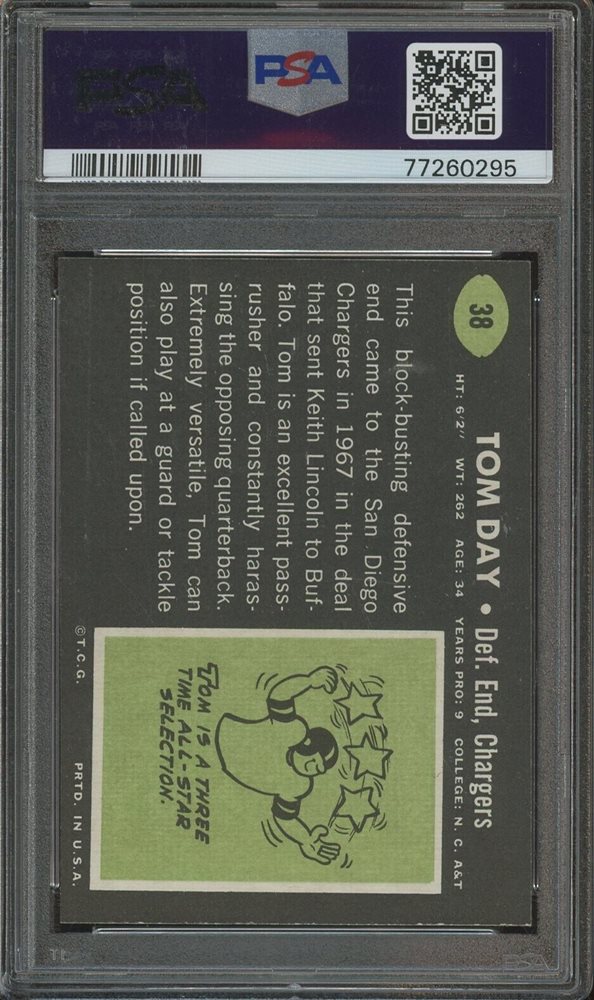 PSA
PSA
77260295
38
TOM DAY • Def. End, Chargers
HT: 6'2" WT: 262 AGE: 34 YEARS PRO: 9 COLLEGE: N. C. A&T
This block-busting defensive
end came to the San Diego
Chargers in 1967 in the deal
that sent Keith Lincoln to Buf-
falo. Tom is an excellent pass-
rusher and constantly haras-
sing the opposing quarterback.
Extremely versatile, Tom can
also play at a guard or tackle
position if called upon.
TOM IS A THREE
TIME ALL-STAR
SELECTION.
©T.C.G.
PRTD. IN U.S.A.
PSA